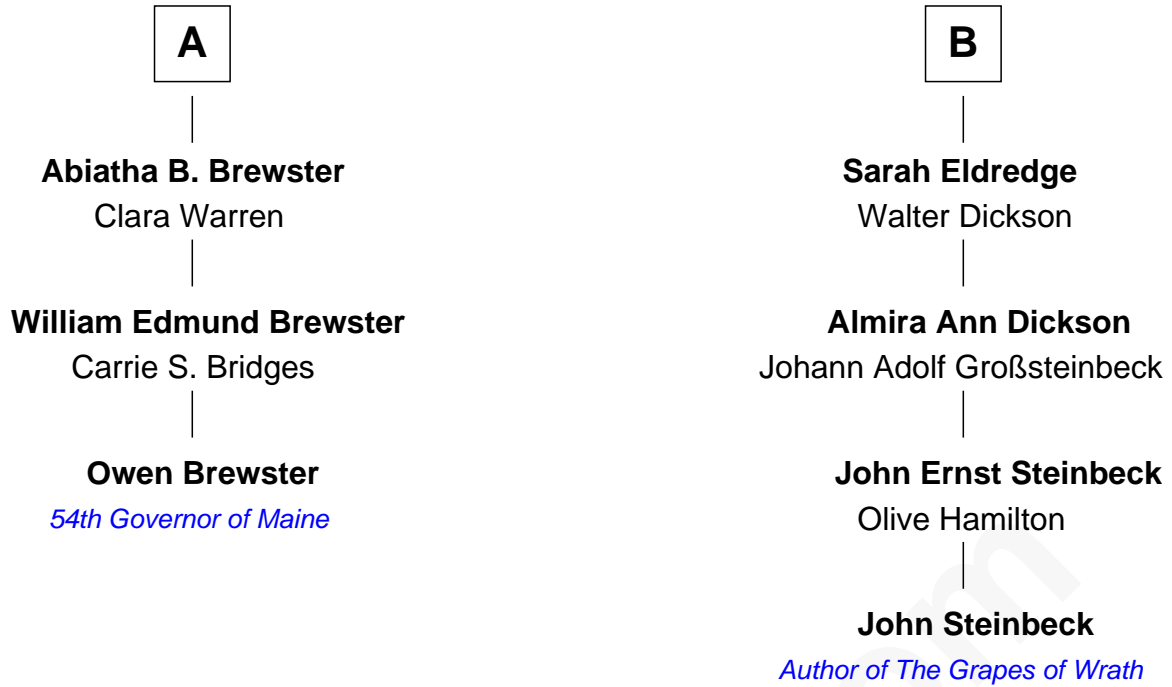 A
Abiatha B. Brewster
Clara Warren
William Edmund Brewster
Carrie S. Bridges
Owen Brewster
54th Governor of Maine
B
Sarah Eldredge
Walter Dickson
Almira Ann Dickson
Johann Adolf Großsteinbeck
John Ernst Steinbeck
Olive Hamilton
John Steinbeck
Author of The Grapes of Wrath